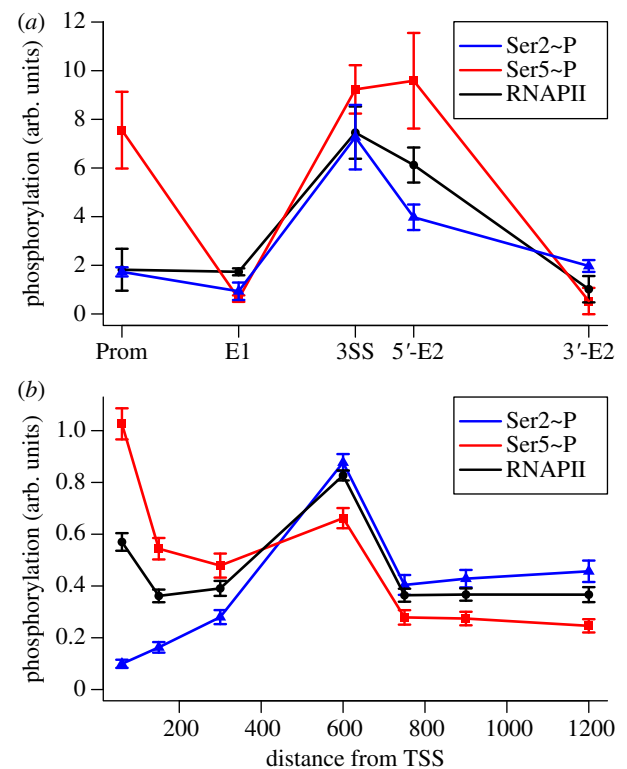 (a)
phosphorylation (arb. units)
12
10
8
6
4
2
0
Ser2~P
Ser5~P
RNAPII
Prom E1 3SS 5′-E2 3′-E2
(b)
phosphorylation (arb. units)
1.0
0.8
0.6
0.4
0.2
0
Ser2~P
Ser5~P
RNAPII
200 400 600 800 1000 1200
distance from TSS